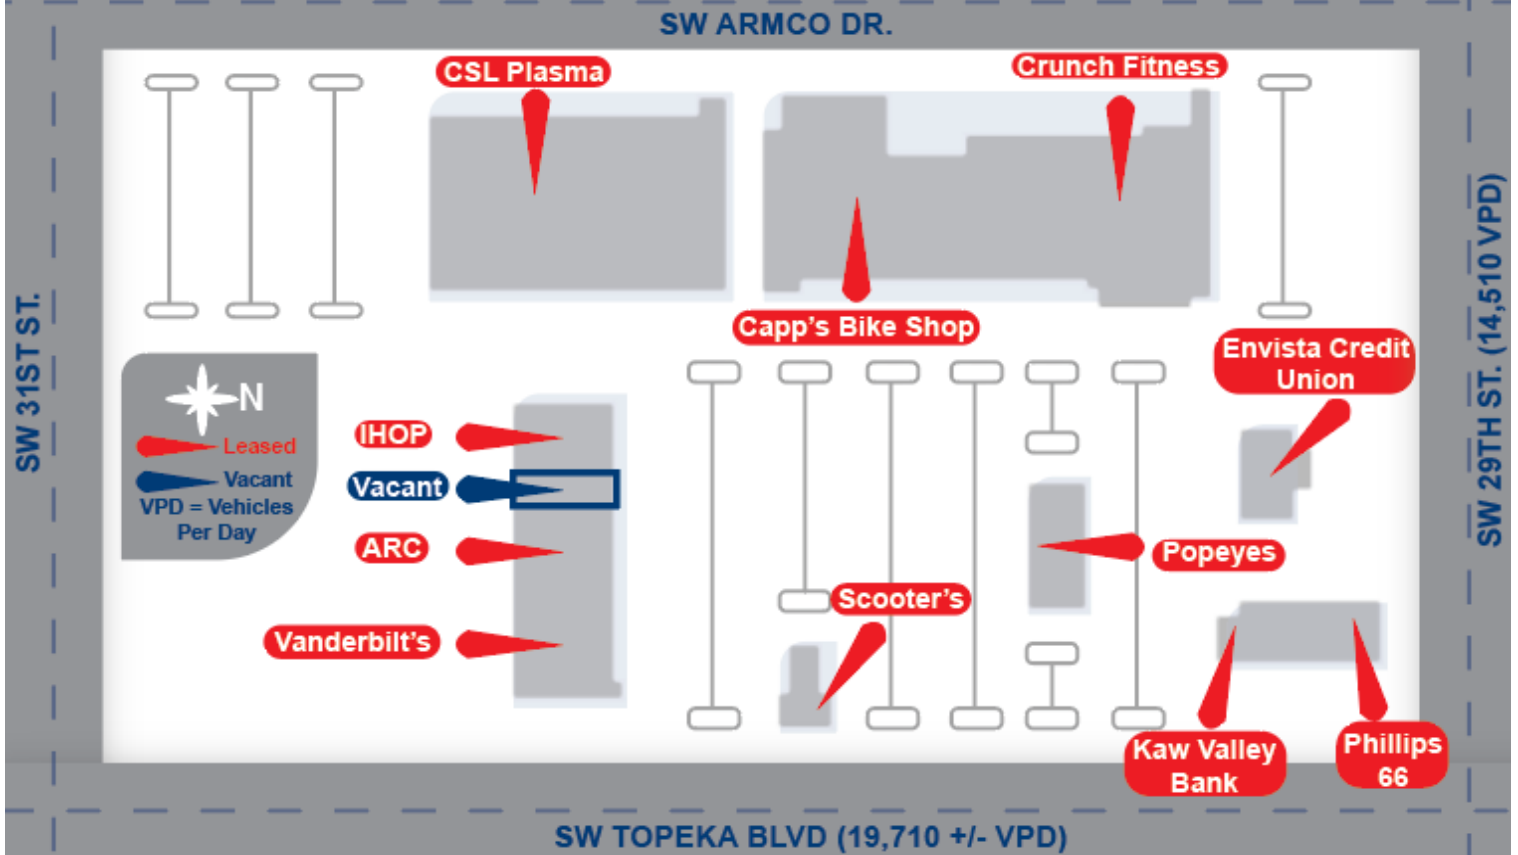 SW ARMCO DR.
CSL Plasma
Crunch Fitness
Capp's Bike Shop
Envista Credit
Union
SW 31ST ST.
SW 29TH ST. (14,510 VPD)
N
Leased
Vacant
VPD = Vehicles
Per Day
IHOP
Vacant
ARC
Vanderbilt's
Scooter's
Popeyes
Kaw Valley
Bank
Phillips
66
SW TOPEKA BLVD (19,710 +/- VPD)